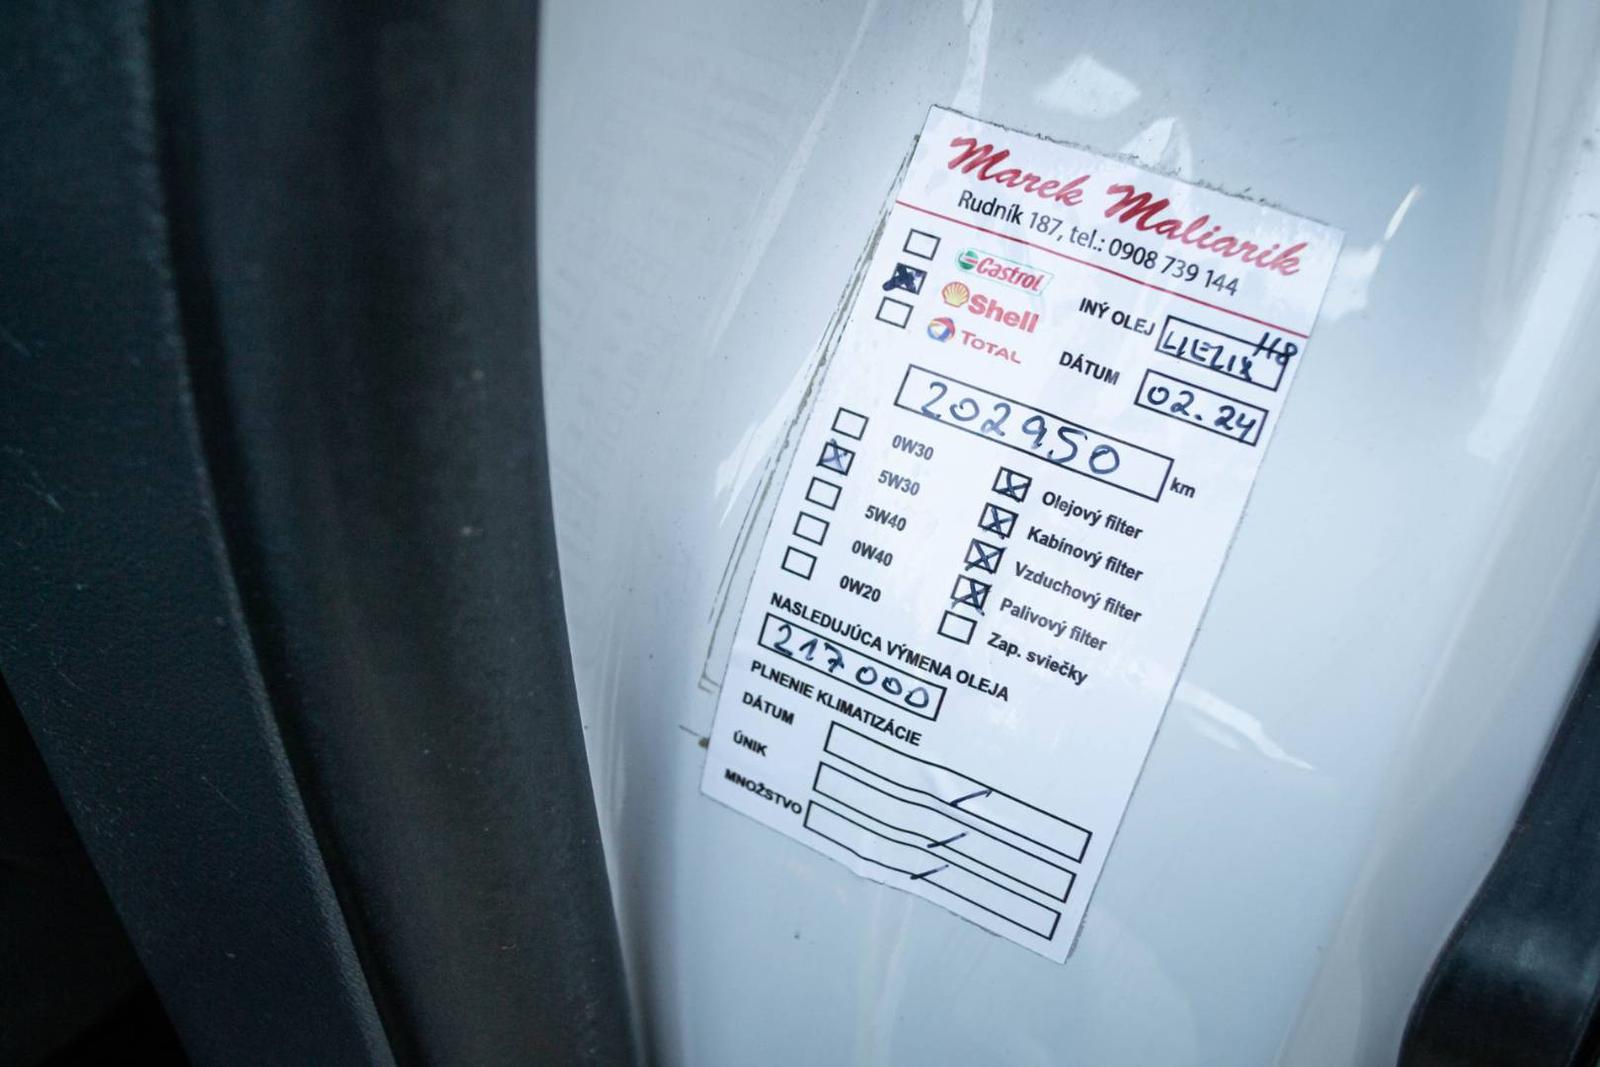 Marek Maliarik
Rudník 187, tel.: 0908 739 144
Castrol
Shell
TOTAL
INÝ OLEJ
H8
DÁTUM 02.24
202950 km
0W30
5W30
5W40
0W40
0W20
Olejový filter
Kabínový filter
Vzduchový filter
Palivový filter
Zap. sviečky
NASLEDUJÚCA VÝMENA OLEJA
217000
PLNENIE KLIMATIZÁCIE
DÁTUM /
ÚNIK /
MNOŽSTVO /